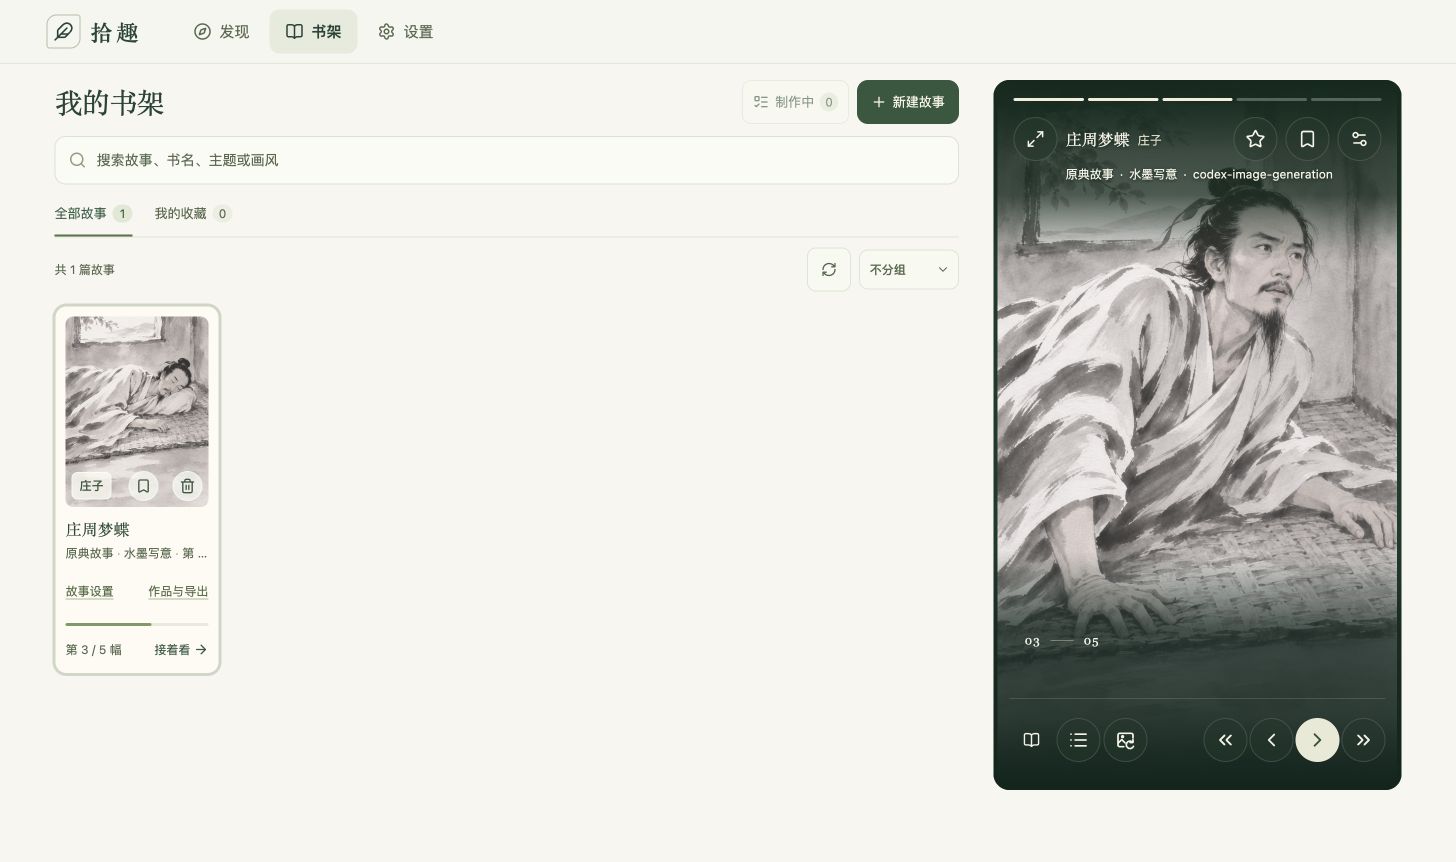 拾趣
发现
书架
设置
我的书架
制作中 0
新建故事
搜索故事、书名、主题或画风
全部故事 1
我的收藏 0
共 1 篇故事
不分组
庄子
庄周梦蝶
原典故事 · 水墨写意 · 第 ...
故事设置
作品与导出
第 3 / 5 幅
接着看
庄周梦蝶 庄子
原典故事 · 水墨写意 · codex-image-generation
03 05